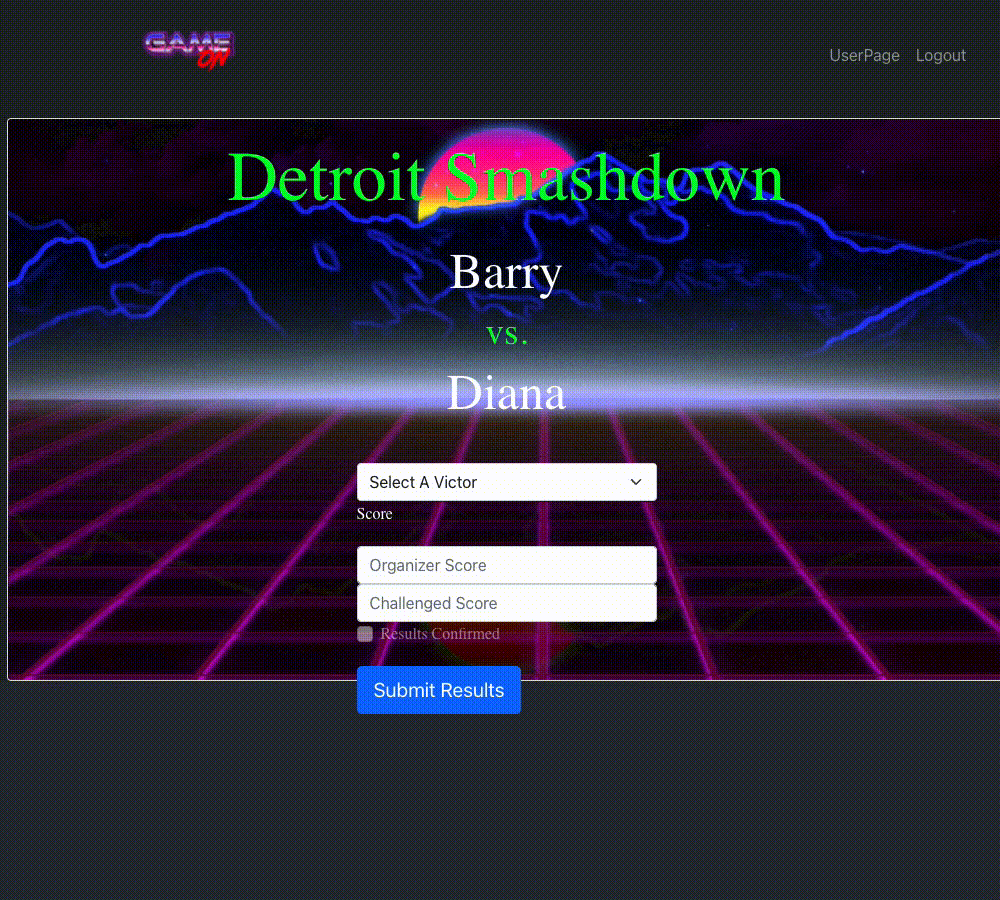 GAME
ON
UserPage Logout
Detroit Smashdown
Barry
vs.
Diana
Select A Victor
Score
Organizer Score
Challenged Score
Results Confirmed
Submit Results